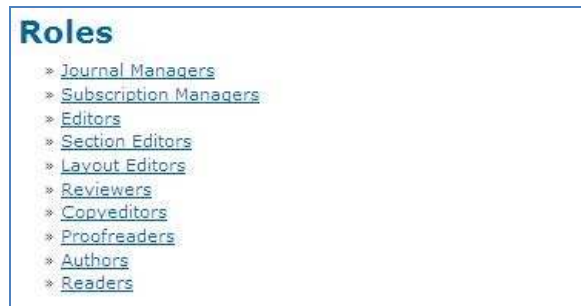 Roles
» Journal Managers
» Subscription Managers
» Editors
» Section Editors
» Layout Editors
» Reviewers
» Copyeditors
» Proofreaders
» Authors
» Readers